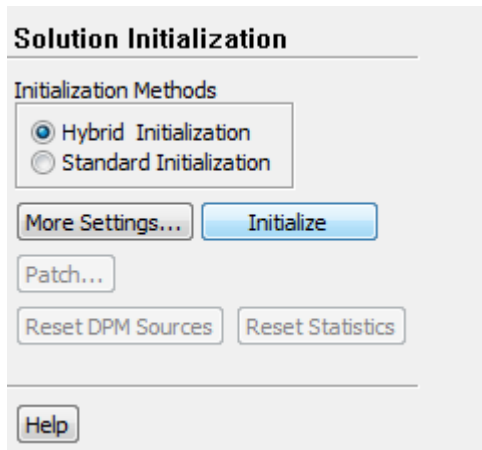 Solution Initialization
Initialization Methods
Hybrid Initialization
Standard Initialization
More Settings... Initialize
Patch...
Reset DPM Sources Reset Statistics
Help